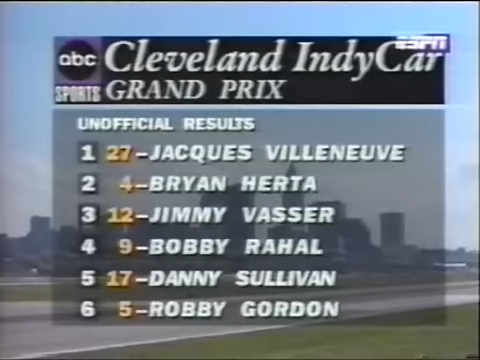 abc Cleveland IndyCar ESPN
SPORTS GRAND PRIX
UNOFFICIAL RESULTS
1 27-JACQUES VILLENEUVE
2 4-BRYAN HERTA
3 12-JIMMY VASSER
4 9-BOBBY RAHAL
5 17-DANNY SULLIVAN
6 5-ROBBY GORDON